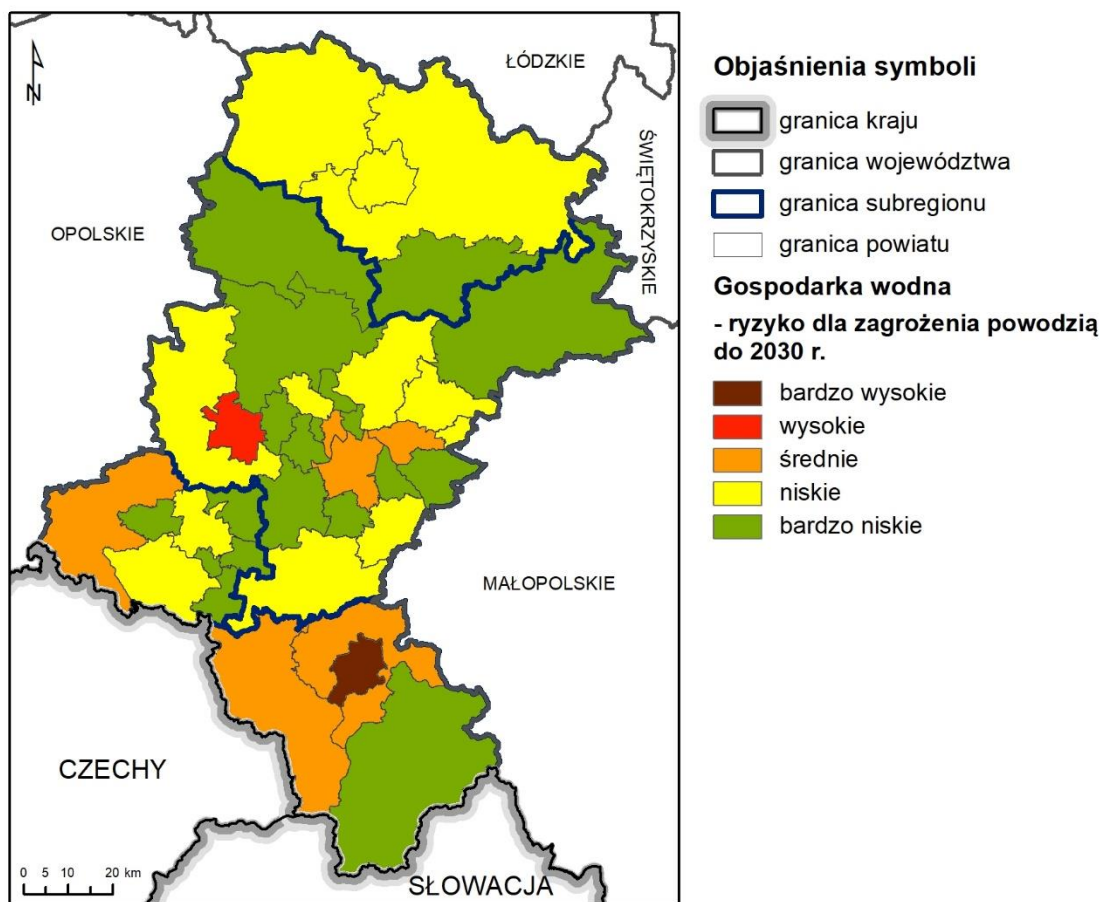 N
ŁÓDZKIE
ŚWIĘTOKRZYSKIE
OPOLSKIE
MAŁOPOLSKIE
CZECHY
SŁOWACJA
0 5 10 20 km
Objaśnienia symboli
granica kraju
granica województwa
granica subregionu
granica powiatu
Gospodarka wodna
- ryzyko dla zagrożenia powodzią
do 2030 r.
bardzo wysokie
wysokie
średnie
niskie
bardzo niskie